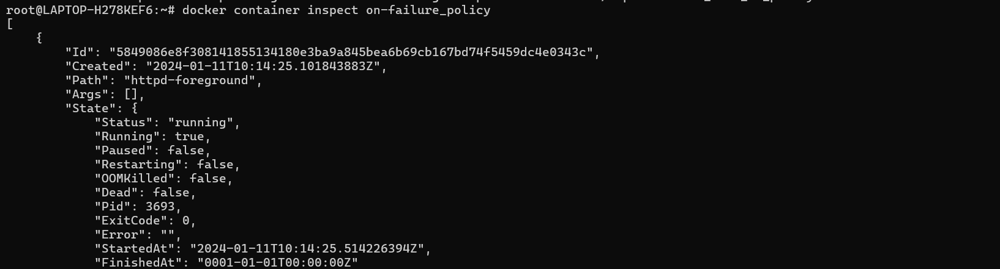 root@LAPTOP-H278KEF6:~# docker container inspect on-failure_policy
[
    {
        "Id": "5849086e8f308141855134180e3ba9a845bea6b69cb167bd74f5459dc4e0343c",
        "Created": "2024-01-11T10:14:25.101843883Z",
        "Path": "httpd-foreground",
        "Args": [],
        "State": {
            "Status": "running",
            "Running": true,
            "Paused": false,
            "Restarting": false,
            "OOMKilled": false,
            "Dead": false,
            "Pid": 3693,
            "ExitCode": 0,
            "Error": "",
            "StartedAt": "2024-01-11T10:14:25.514226394Z",
            "FinishedAt": "0001-01-01T00:00:00Z"